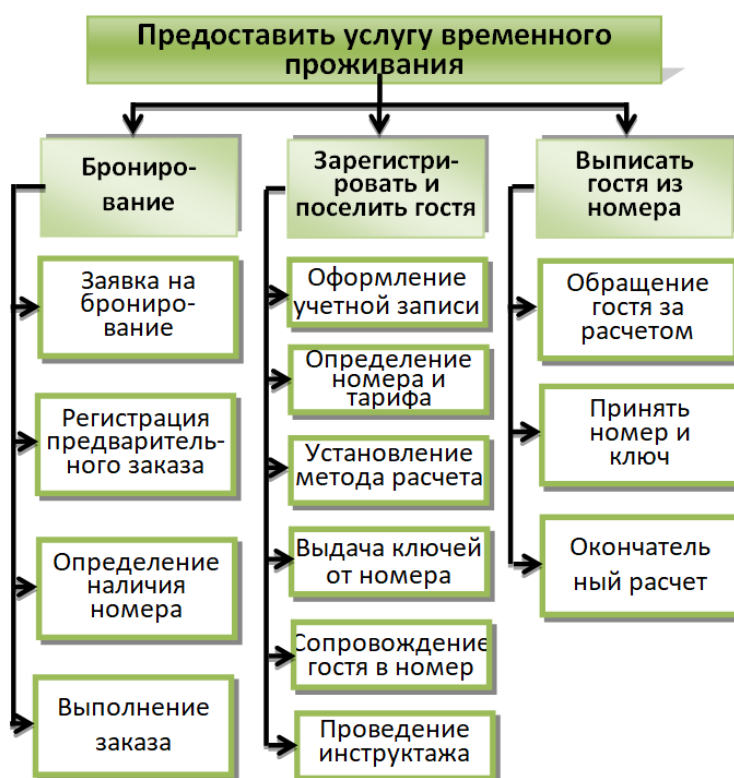 Предоставить услугу временного
проживания
Брониро-
вание
Заявка на
брониро-
вание
Регистрация
предваритель-
ного заказа
Определение
наличия
номера
Выполнение
заказа
Зарегистри-
ровать и
поселить гостя
Оформление
учетной записи
Определение
номера и
тарифа
Установление
метода расчета
Выдача ключей
от номера
Сопровождение
гостя в номер
Проведение
инструктажа
Выписать
гостя из
номера
Обращение
гостя за
расчетом
Принять
номер и
ключ
Окончатель
ный расчет